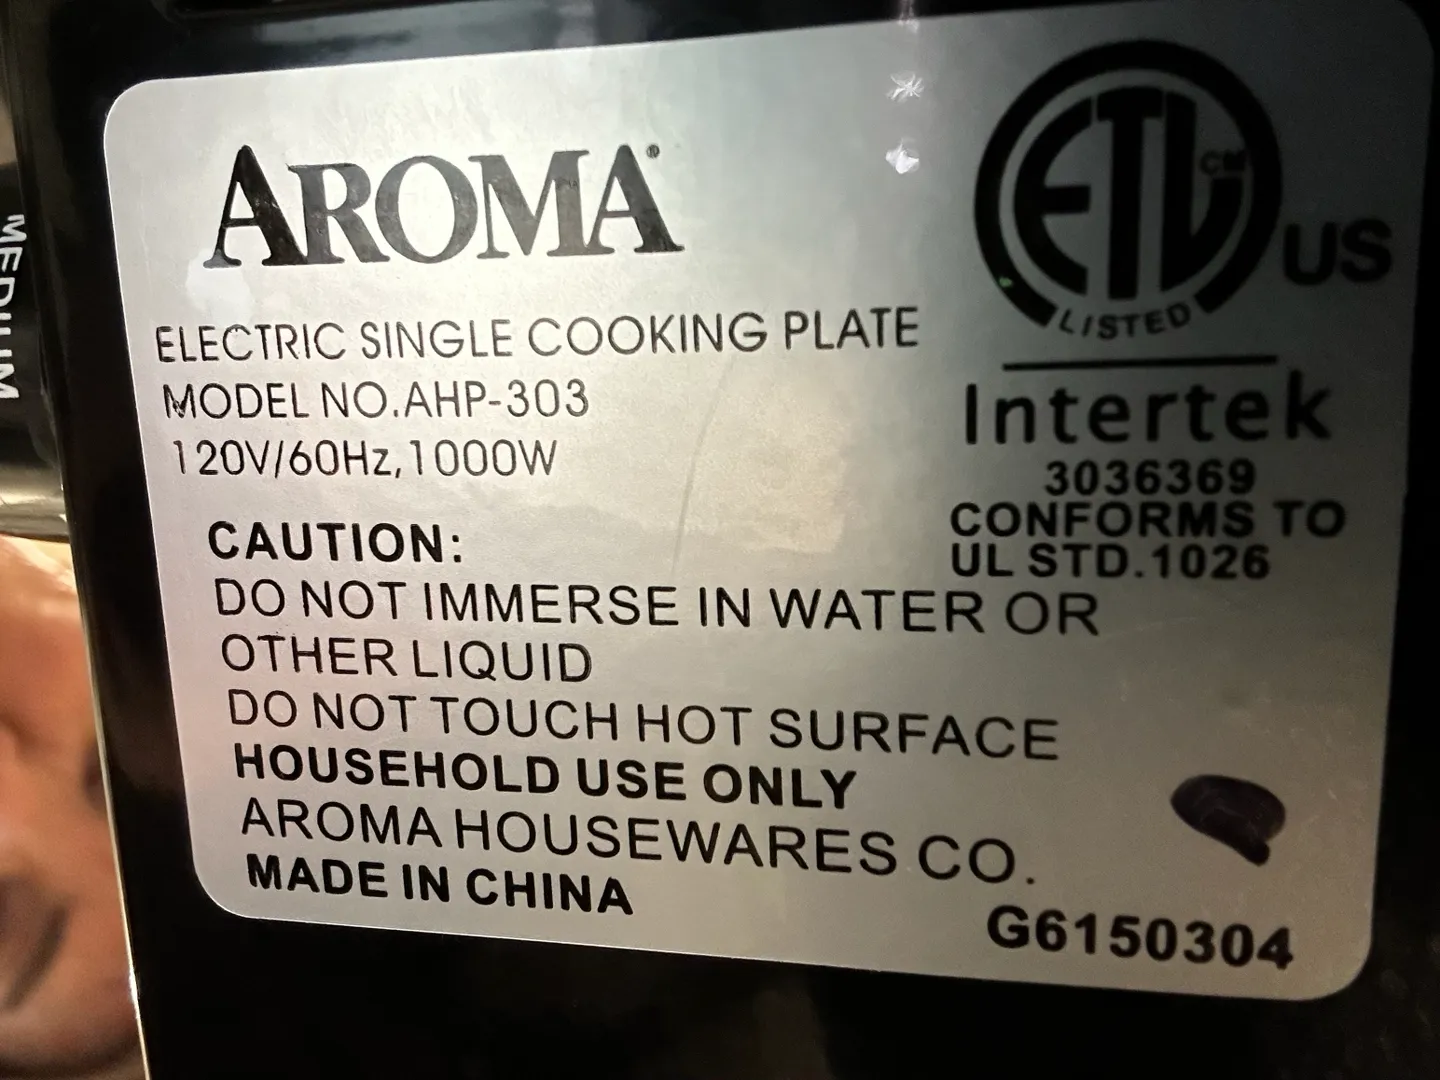 AROMA®
ELECTRIC SINGLE COOKING PLATE
MODEL NO.AHP-303
120V/60Hz,1000W
CAUTION:
DO NOT IMMERSE IN WATER OR
OTHER LIQUID
DO NOT TOUCH HOT SURFACE
HOUSEHOLD USE ONLY
AROMA HOUSEWARES CO.
MADE IN CHINA
ETL CM
US
LISTED
Intertek
3036369
CONFORMS TO
UL STD.1026
G6150304
MEDIUM